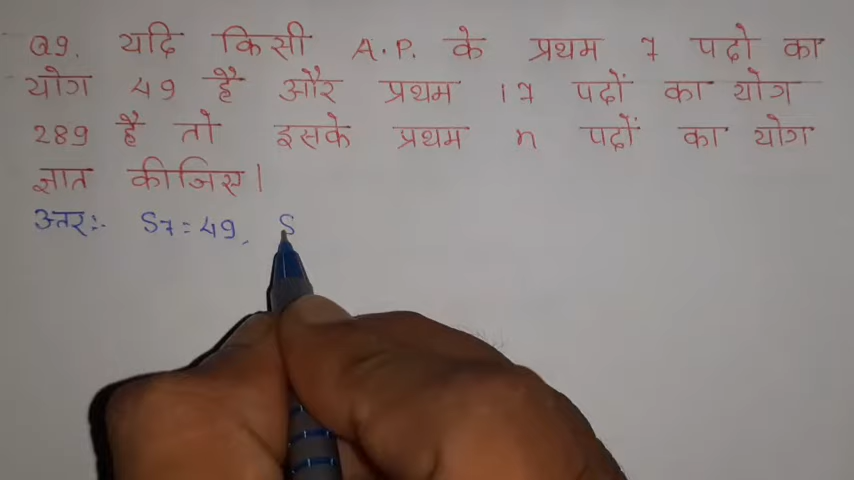 Q9. यदि किसी A.P. के प्रथम 7 पदो का
योग 49 है और प्रथम 17 पदों का योग
289 है तो इसके प्रथम n पदों का योग
ज्ञात कीजिस।
उत्तर:- S7 = 49, S